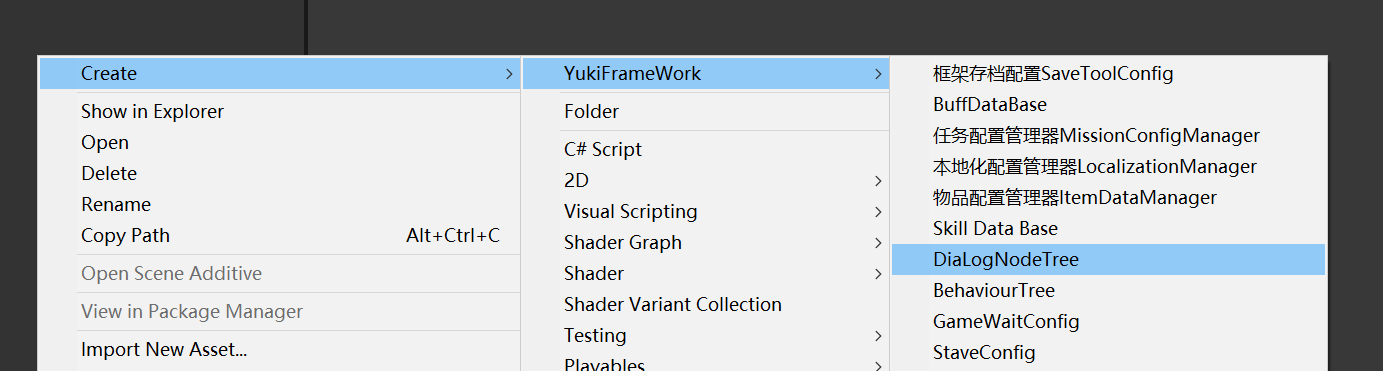 Create
Show in Explorer
Open
Delete
Rename
Copy Path Alt+Ctrl+C
Open Scene Additive
View in Package Manager
Import New Asset...
YukiFrameWork
Folder
C# Script
2D
Visual Scripting
Shader Graph
Shader
Shader Variant Collection
Testing
Playables
框架存档配置SaveToolConfig
BuffDataBase
任务配置管理器MissionConfigManager
本地化配置管理器LocalizationManager
物品配置管理器ItemDataManager
Skill Data Base
DiaLogNodeTree
BehaviourTree
GameWaitConfig
StaveConfig